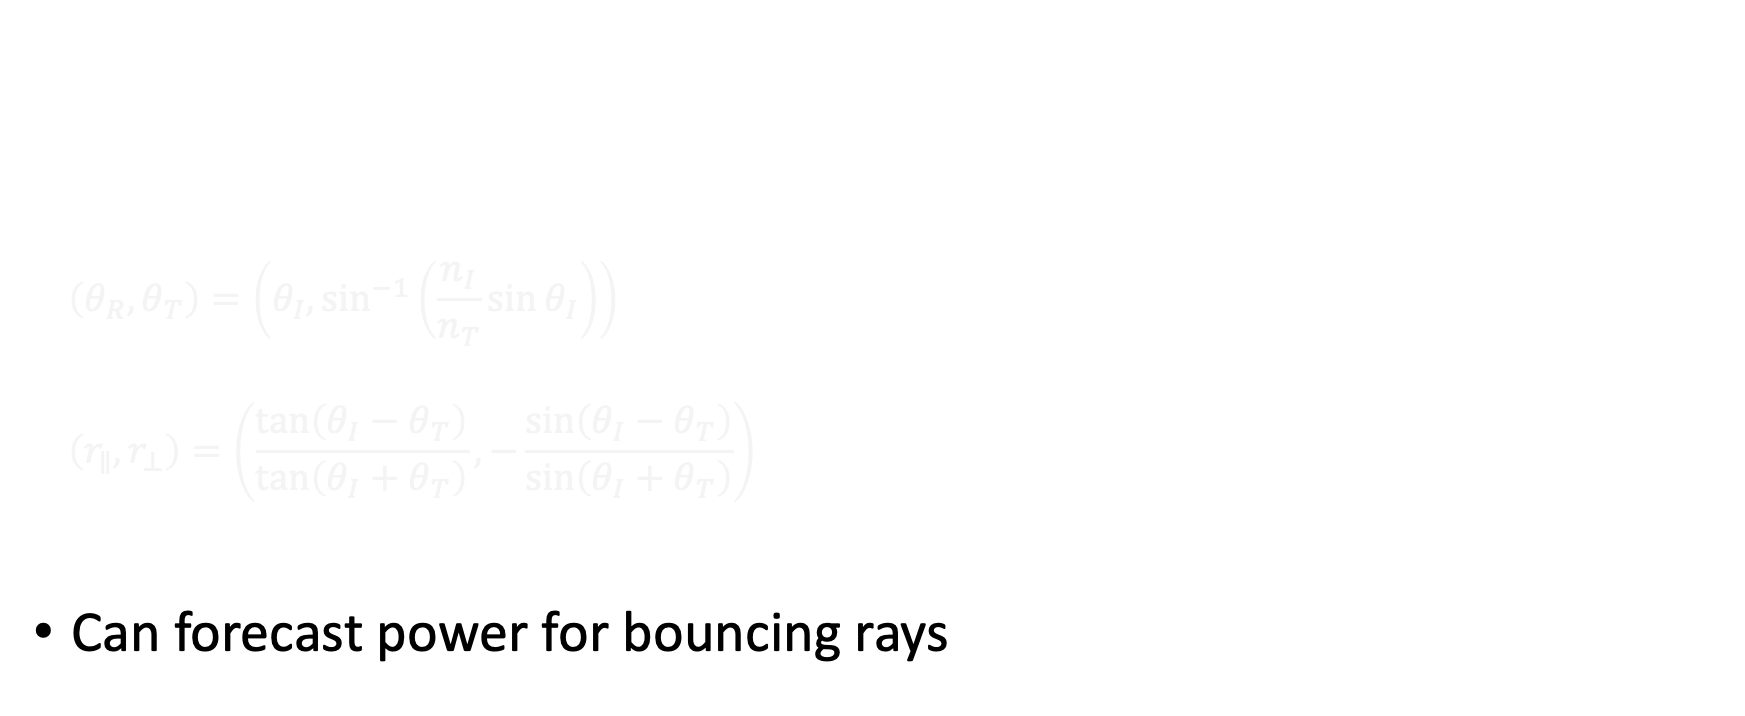 (θ_R, θ_T) = (θ_I, sin⁻¹(n_I/n_T sin θ_I))
(r_∥, r_⊥) = (tan(θ_I − θ_T)/tan(θ_I + θ_T), − sin(θ_I − θ_T)/sin(θ_I + θ_T))
• Can forecast power for bouncing rays